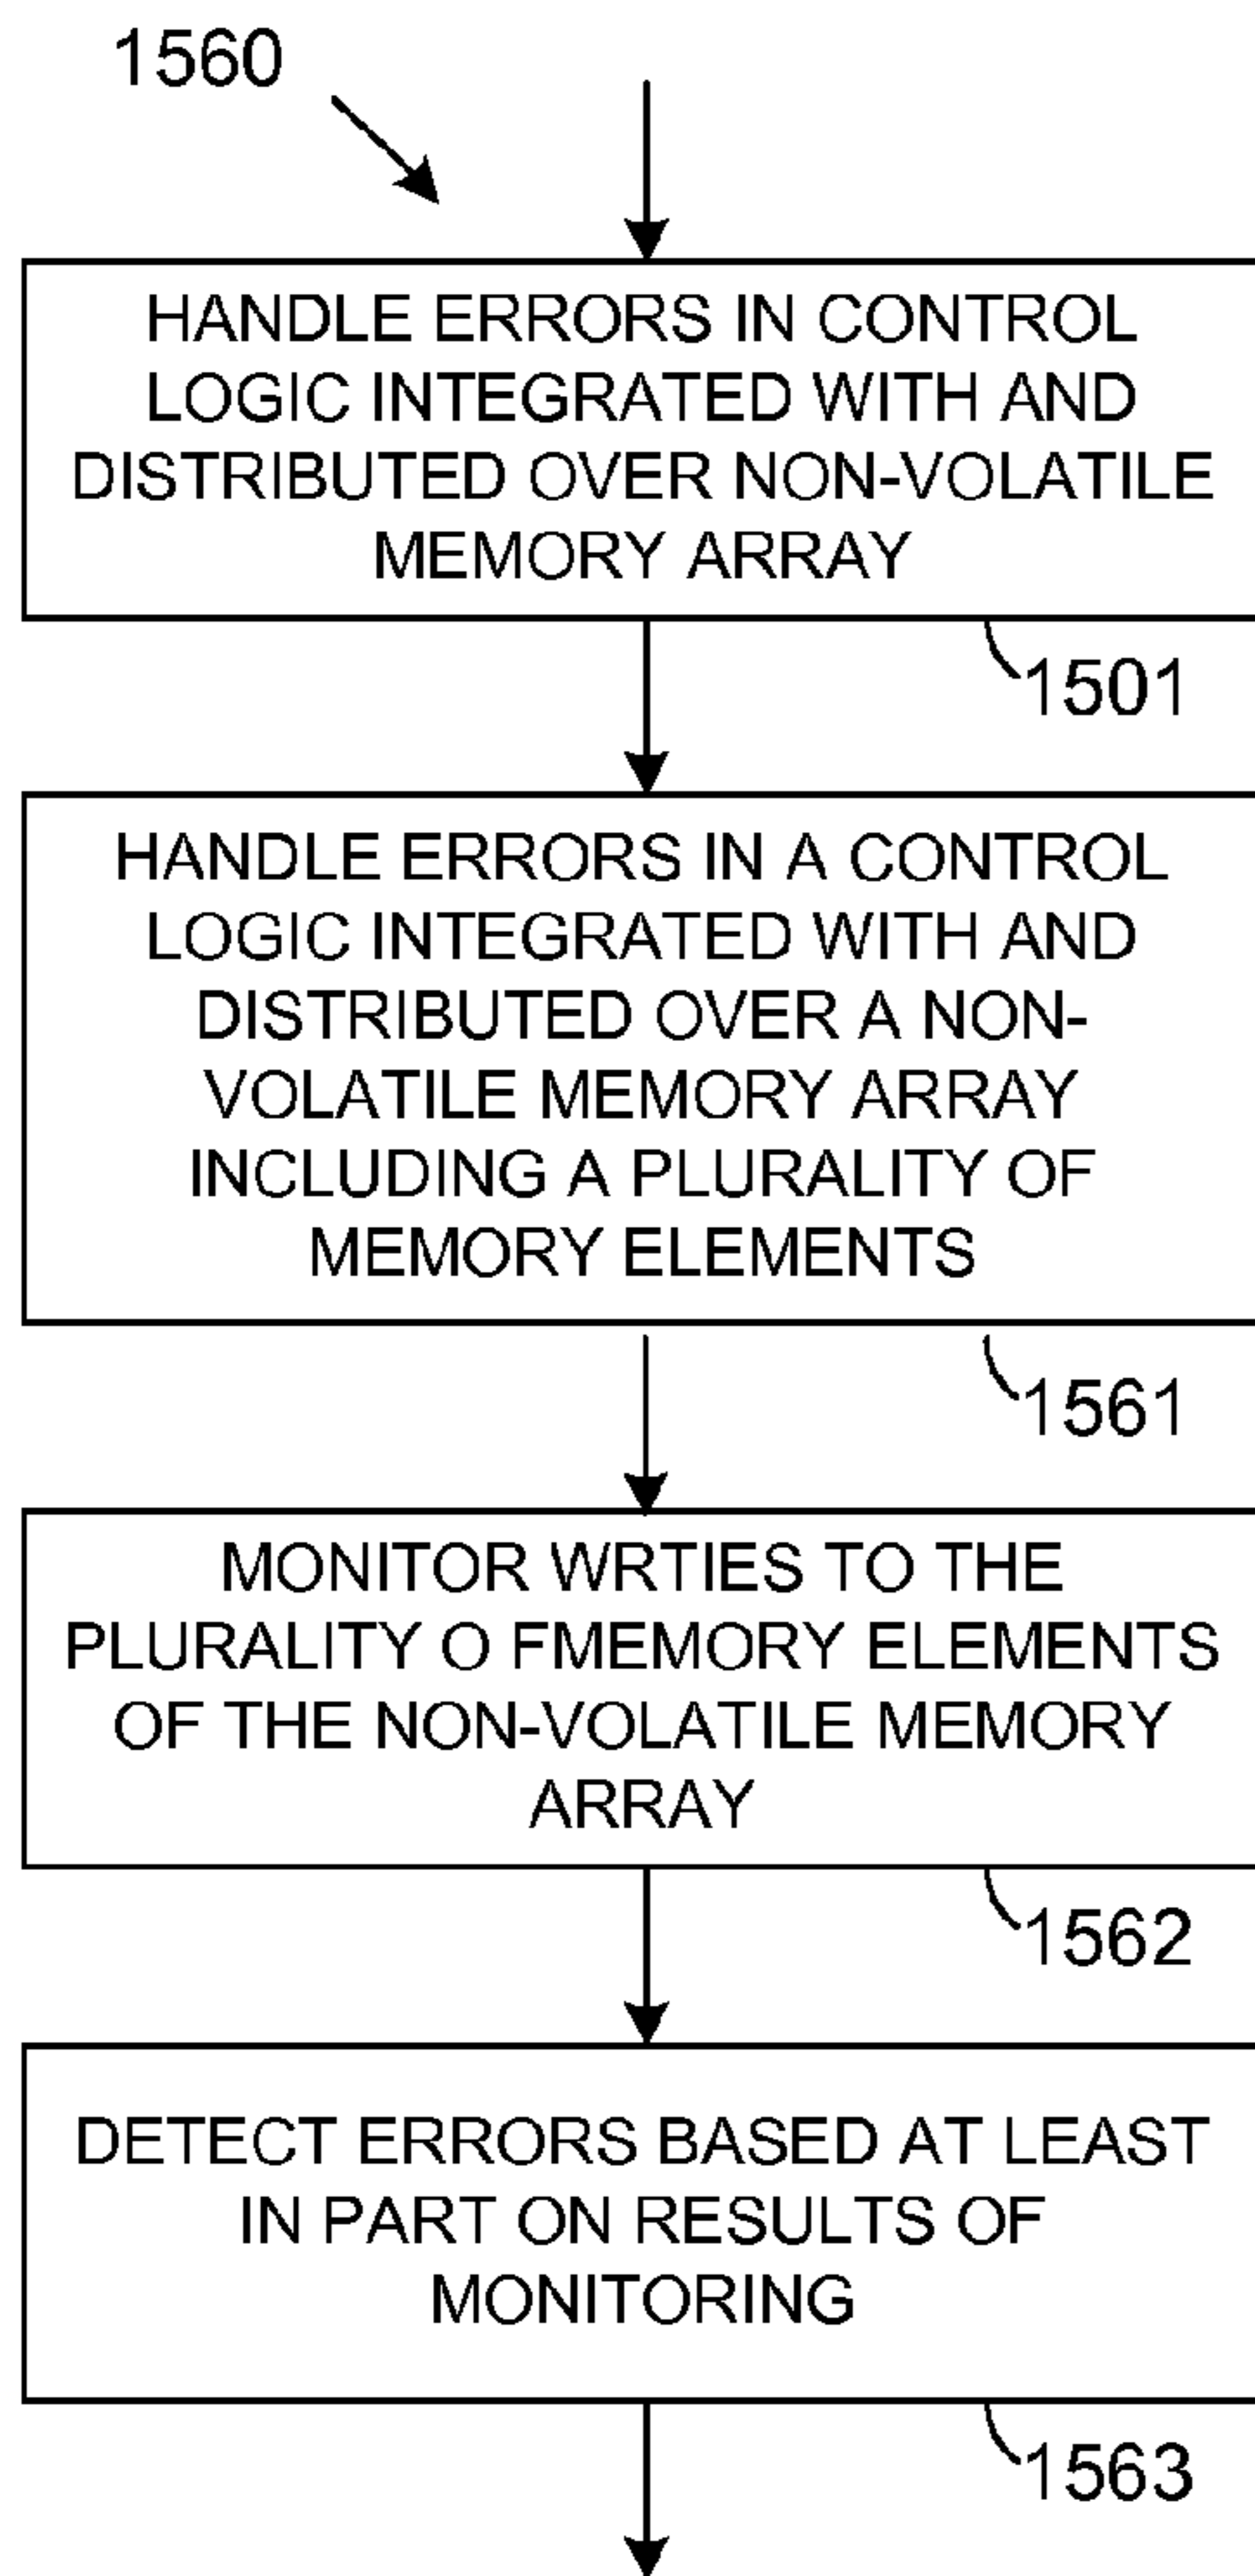 1560
HANDLE ERRORS IN CONTROL
LOGIC INTEGRATED WITH AND
DISTRIBUTED OVER NON-VOLATILE
MEMORY ARRAY
1501
HANDLE ERRORS IN A CONTROL
LOGIC INTEGRATED WITH AND
DISTRIBUTED OVER A NON-
VOLATILE MEMORY ARRAY
INCLUDING A PLURALITY OF
MEMORY ELEMENTS
1561
MONITOR WRTIES TO THE
PLURALITY O FMEMORY ELEMENTS
OF THE NON-VOLATILE MEMORY
ARRAY
1562
DETECT ERRORS BASED AT LEAST
IN PART ON RESULTS OF
MONITORING
1563